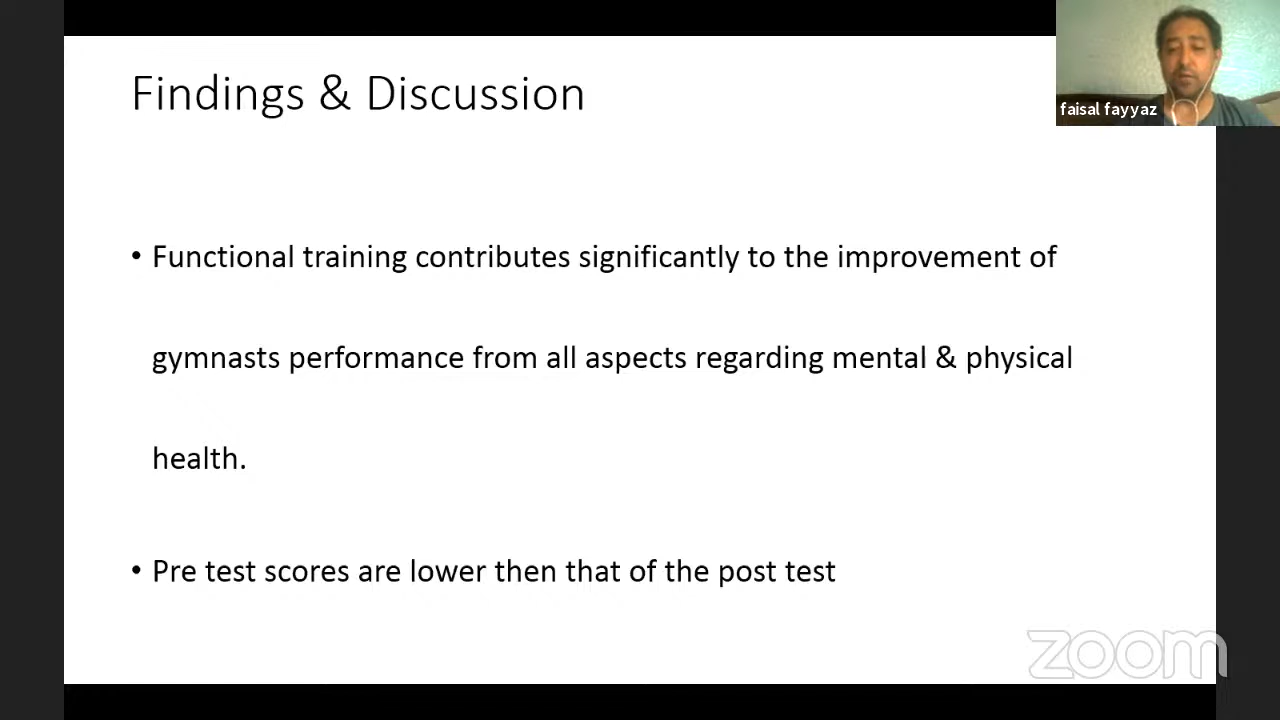 Findings & Discussion
faisal fayyaz
• Functional training contributes significantly to the improvement of
gymnasts performance from all aspects regarding mental & physical
health.
• Pre test scores are lower then that of the post test
zoom